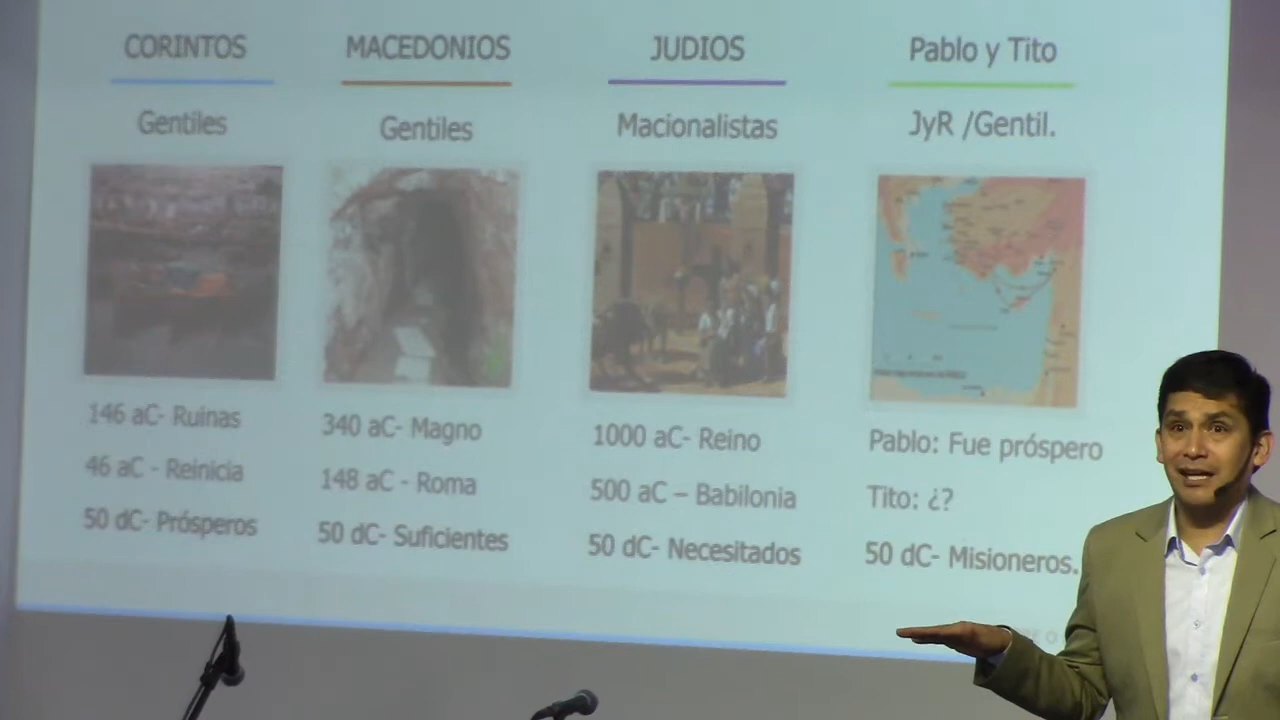 CORINTOS
Gentiles
146 aC- Ruinas
46 aC - Reinicia
50 dC- Prósperos
MACEDONIOS
Gentiles
340 aC- Magno
148 aC - Roma
50 dC- Suficientes
JUDIOS
Macionalistas
1000 aC- Reino
500 aC – Babilonia
50 dC- Necesitados
Pablo y Tito
JyR /Gentil.
Pablo: Fue próspero
Tito: ¿?
50 dC- Misioneros.